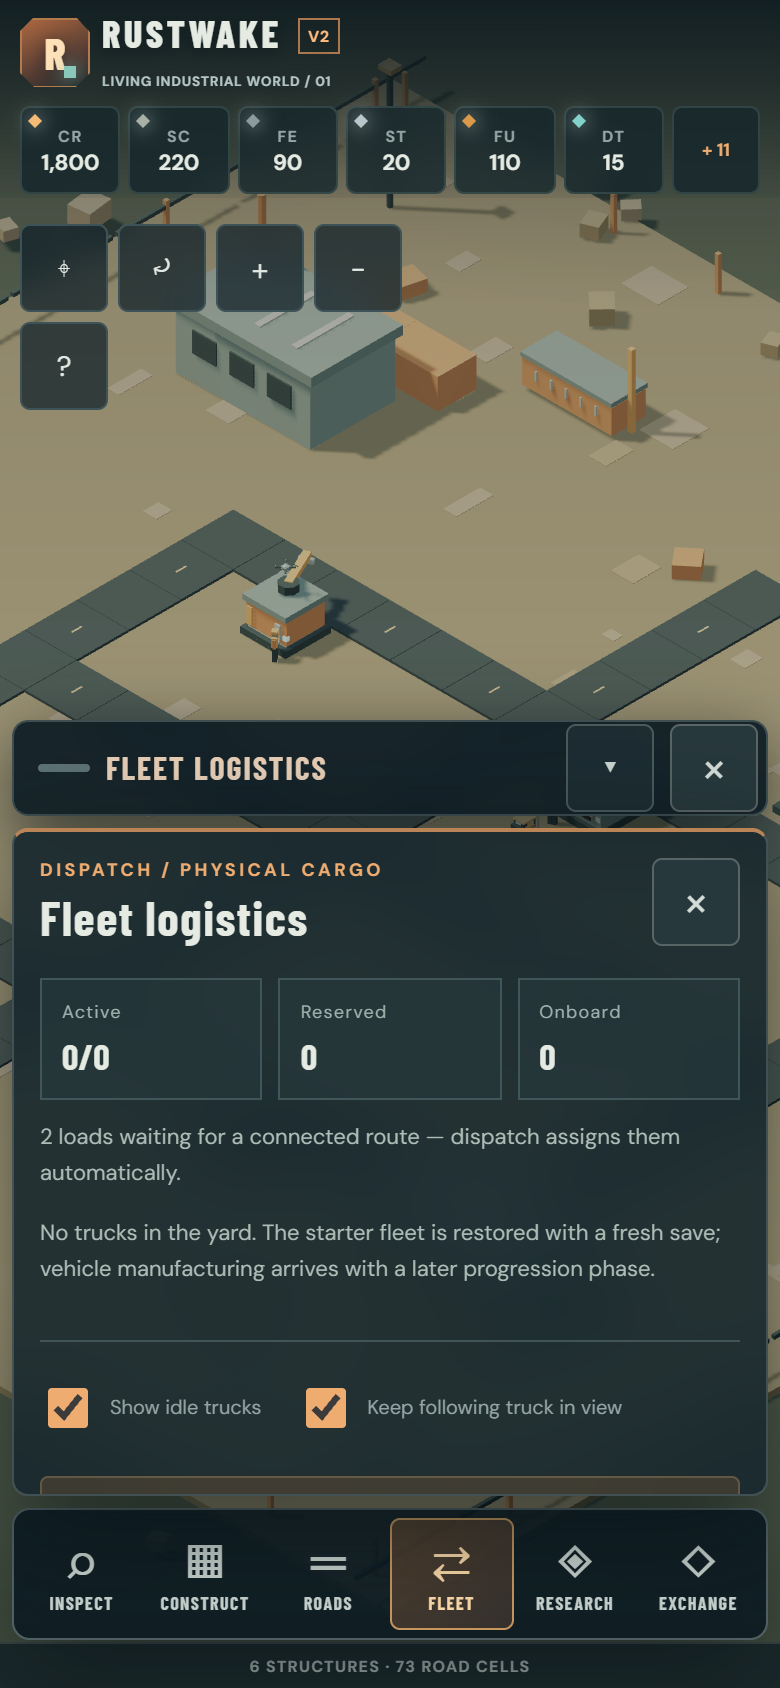 R
RUSTWAKE V2
LIVING INDUSTRIAL WORLD / 01
CR SC FE ST FU DT
1,800 220 90 20 110 15 + 11
+ -
?
FLEET LOGISTICS ▼ ×
DISPATCH / PHYSICAL CARGO
Fleet logistics ×
Active Reserved Onboard
0/0 0 0
2 loads waiting for a connected route — dispatch assigns them
automatically.
No trucks in the yard. The starter fleet is restored with a fresh save;
vehicle manufacturing arrives with a later progression phase.
Show idle trucks Keep following truck in view
INSPECT CONSTRUCT ROADS FLEET RESEARCH EXCHANGE
6 STRUCTURES · 73 ROAD CELLS